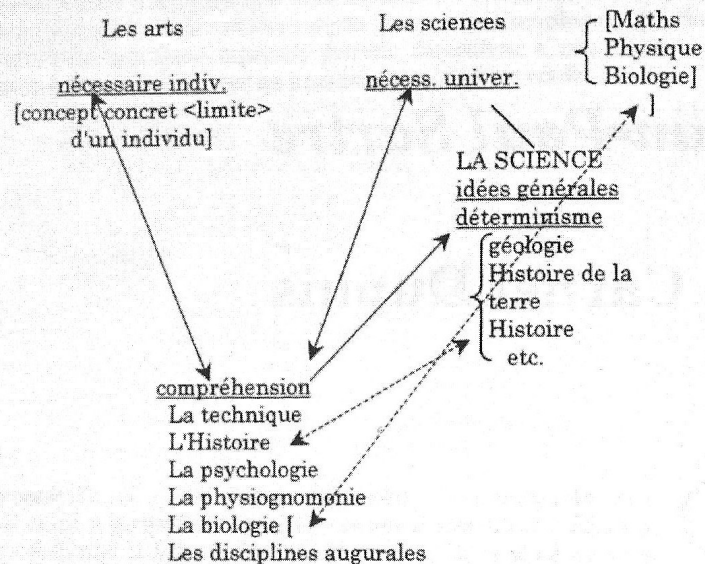 Les arts
nécessaire indiv.
[concept concret <limite>
d'un individu]
Les sciences
nécess. univer.
[Maths
Physique
Biologie]
]
LA SCIENCE
idées générales
déterminisme
géologie
Histoire de la
terre
Histoire
etc.
compréhension
La technique
L'Histoire
La psychologie
La physiognomonie
La biologie [
Les disciplines augurales